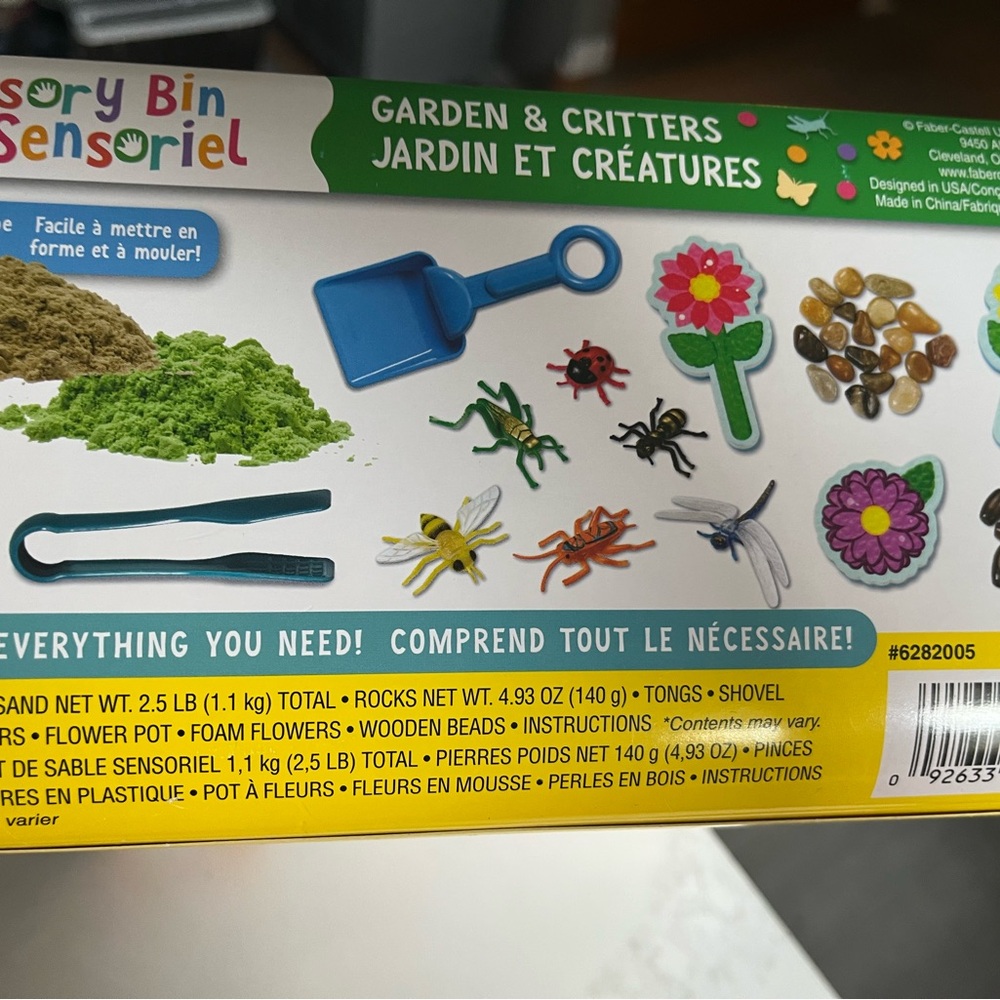 sory Bin
Sensoriel
GARDEN & CRITTERS
JARDIN ET CRÉATURES
© Faber-Castell U
9450 A
Cleveland, O
www.faberc
Designed in USA/Conç
Made in China/Fabriq
e
Facile à mettre en
forme et à mouler!
EVERYTHING YOU NEED! COMPREND TOUT LE NÉCESSAIRE!
#6282005
SAND NET WT. 2.5 LB (1.1 kg) TOTAL • ROCKS NET WT. 4.93 OZ (140 g) • TONGS • SHOVEL
RS • FLOWER POT • FOAM FLOWERS • WOODEN BEADS • INSTRUCTIONS *Contents may vary.
T DE SABLE SENSORIEL 1,1 kg (2,5 LB) TOTAL • PIERRES POIDS NET 140 g (4,93 OZ) • PINCES
RES EN PLASTIQUE • POT À FLEURS • FLEURS EN MOUSSE • PERLES EN BOIS • INSTRUCTIONS
varier
0 92633